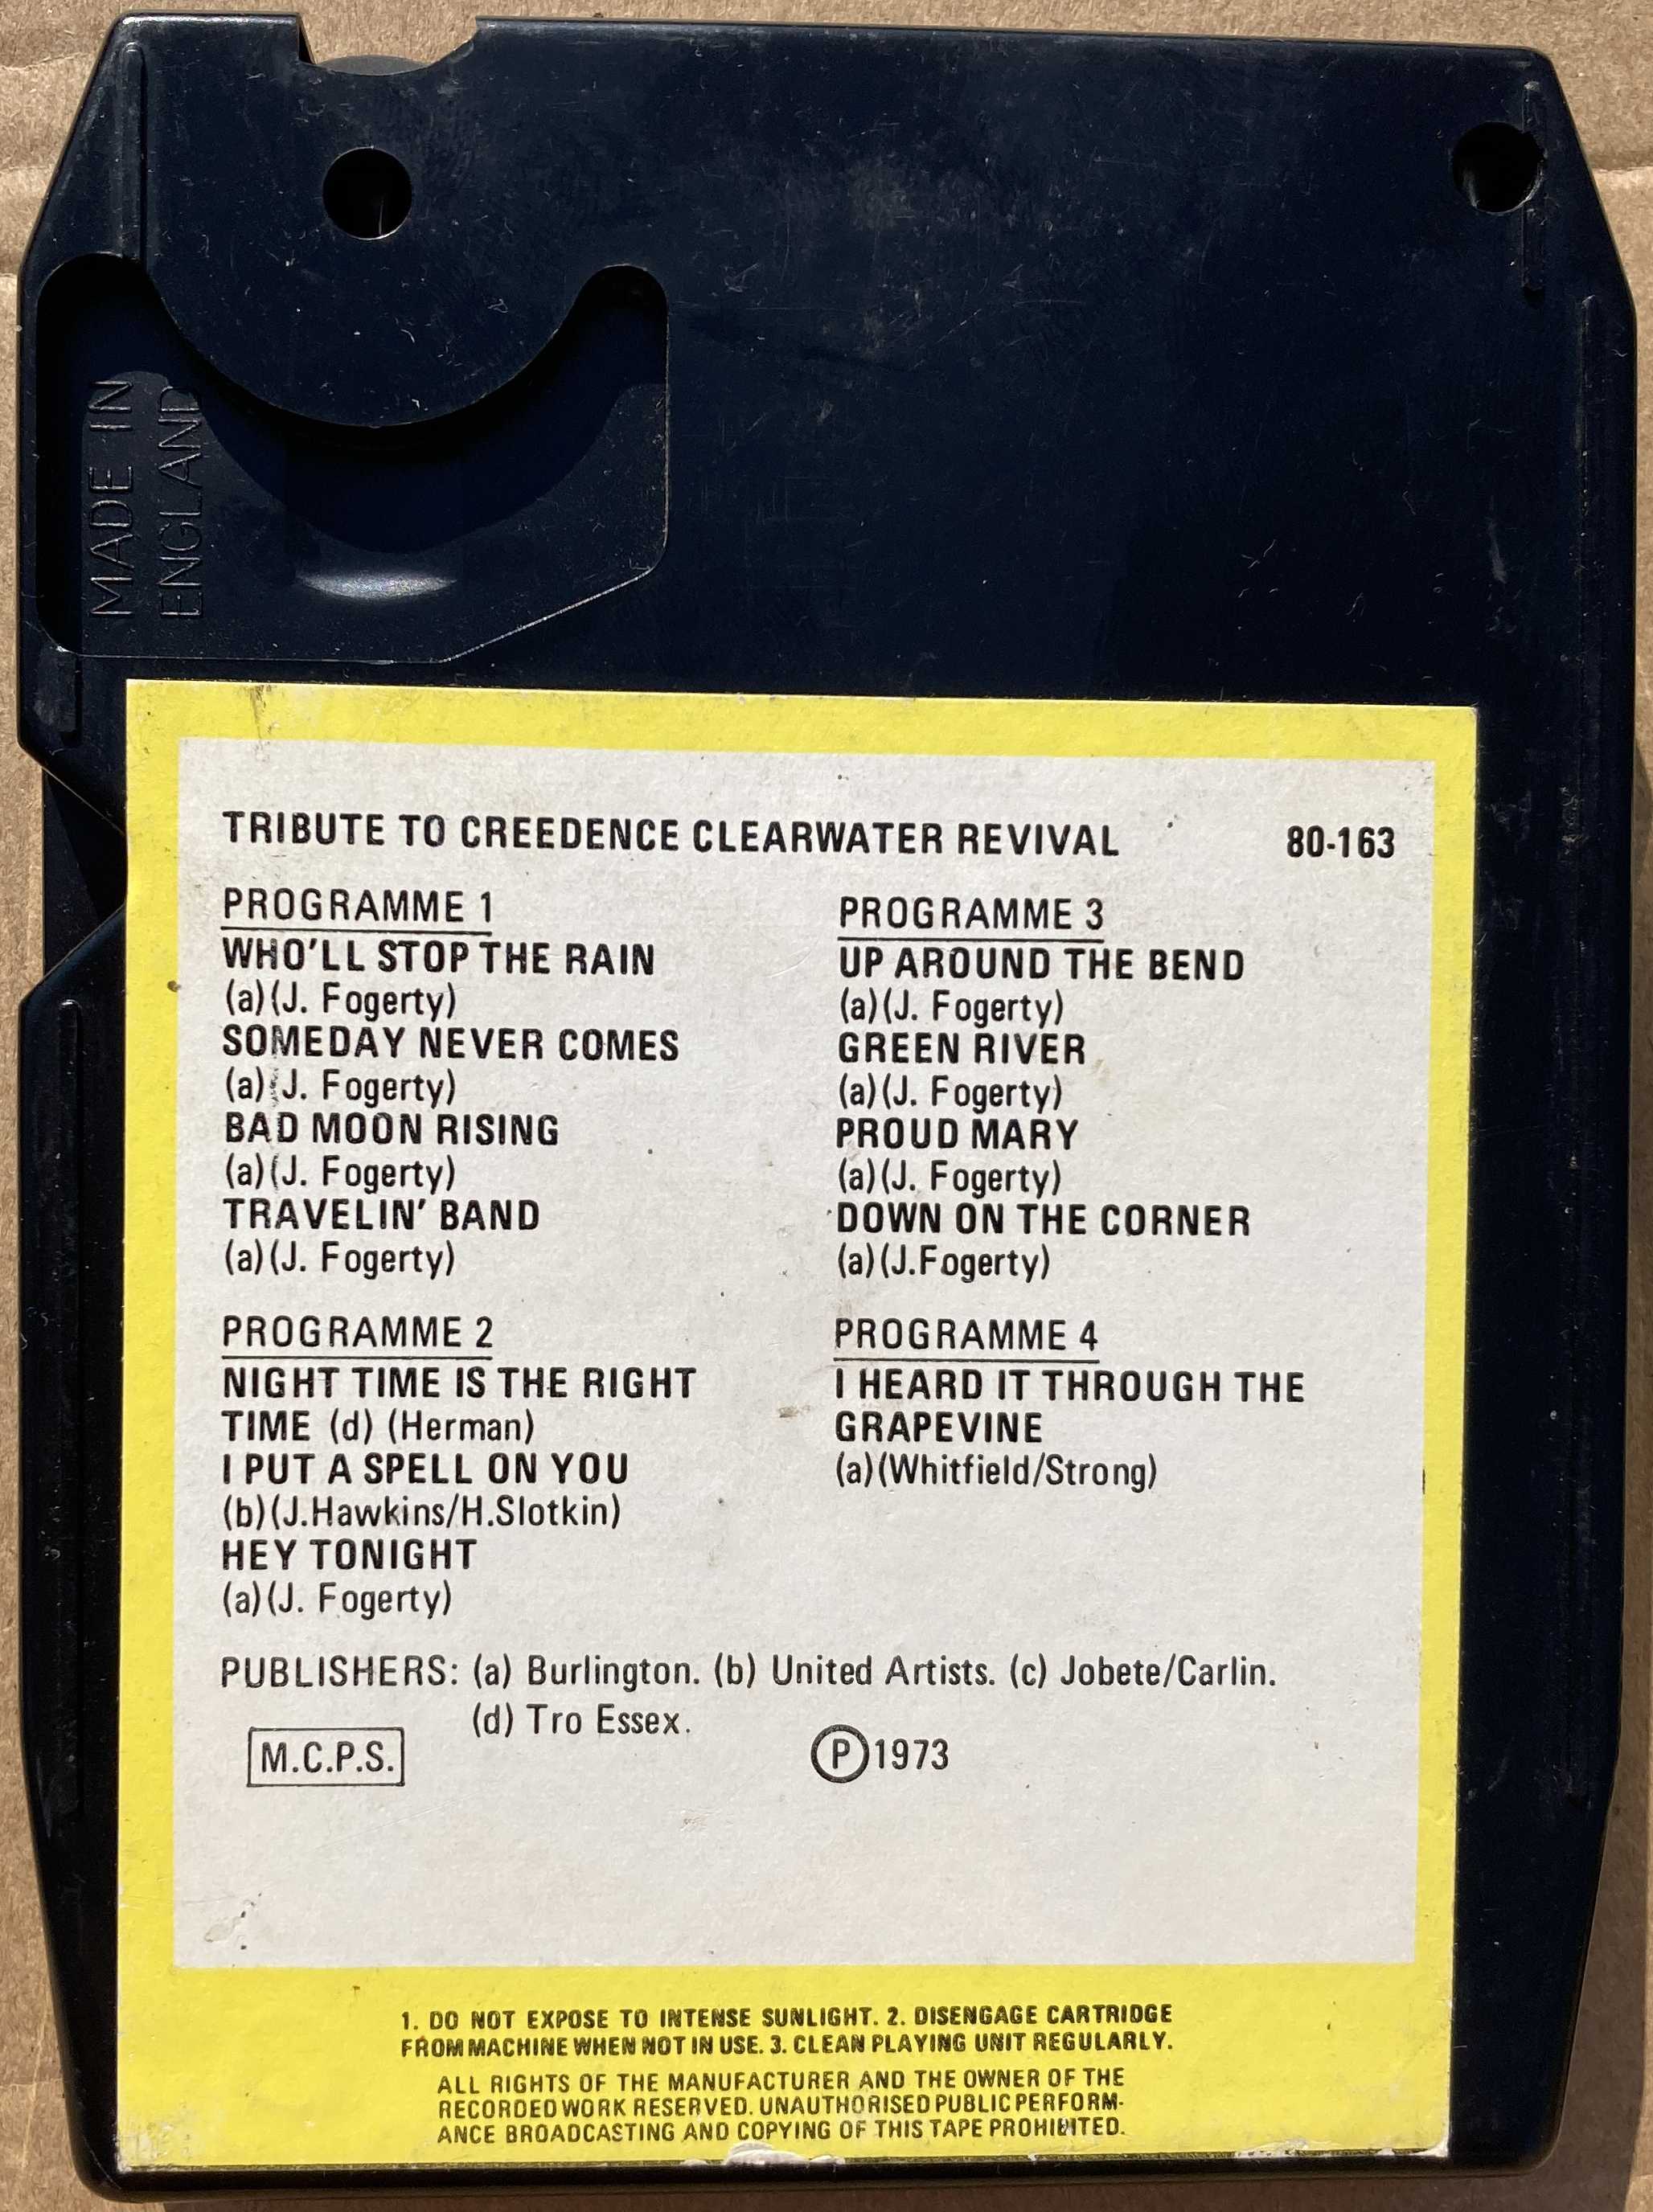 MADE IN
ENGLAND
TRIBUTE TO CREEDENCE CLEARWATER REVIVAL 80-163
PROGRAMME 1
WHO'LL STOP THE RAIN
(a)(J. Fogerty)
SOMEDAY NEVER COMES
(a)(J. Fogerty)
BAD MOON RISING
(a)(J. Fogerty)
TRAVELIN' BAND
(a)(J. Fogerty)
PROGRAMME 2
NIGHT TIME IS THE RIGHT
TIME (d) (Herman)
I PUT A SPELL ON YOU
(b)(J.Hawkins/H.Slotkin)
HEY TONIGHT
(a)(J. Fogerty)
PROGRAMME 3
UP AROUND THE BEND
(a)(J. Fogerty)
GREEN RIVER
(a)(J. Fogerty)
PROUD MARY
(a)(J. Fogerty)
DOWN ON THE CORNER
(a)(J.Fogerty)
PROGRAMME 4
I HEARD IT THROUGH THE
GRAPEVINE
(a)(Whitfield/Strong)
PUBLISHERS: (a) Burlington. (b) United Artists. (c) Jobete/Carlin.
(d) Tro Essex.
M.C.P.S. Ⓟ1973
1. DO NOT EXPOSE TO INTENSE SUNLIGHT. 2. DISENGAGE CARTRIDGE
FROM MACHINE WHEN NOT IN USE. 3. CLEAN PLAYING UNIT REGULARLY.
ALL RIGHTS OF THE MANUFACTURER AND THE OWNER OF THE
RECORDED WORK RESERVED. UNAUTHORISED PUBLIC PERFORM-
ANCE BROADCASTING AND COPYING OF THIS TAPE PROHIBITED.